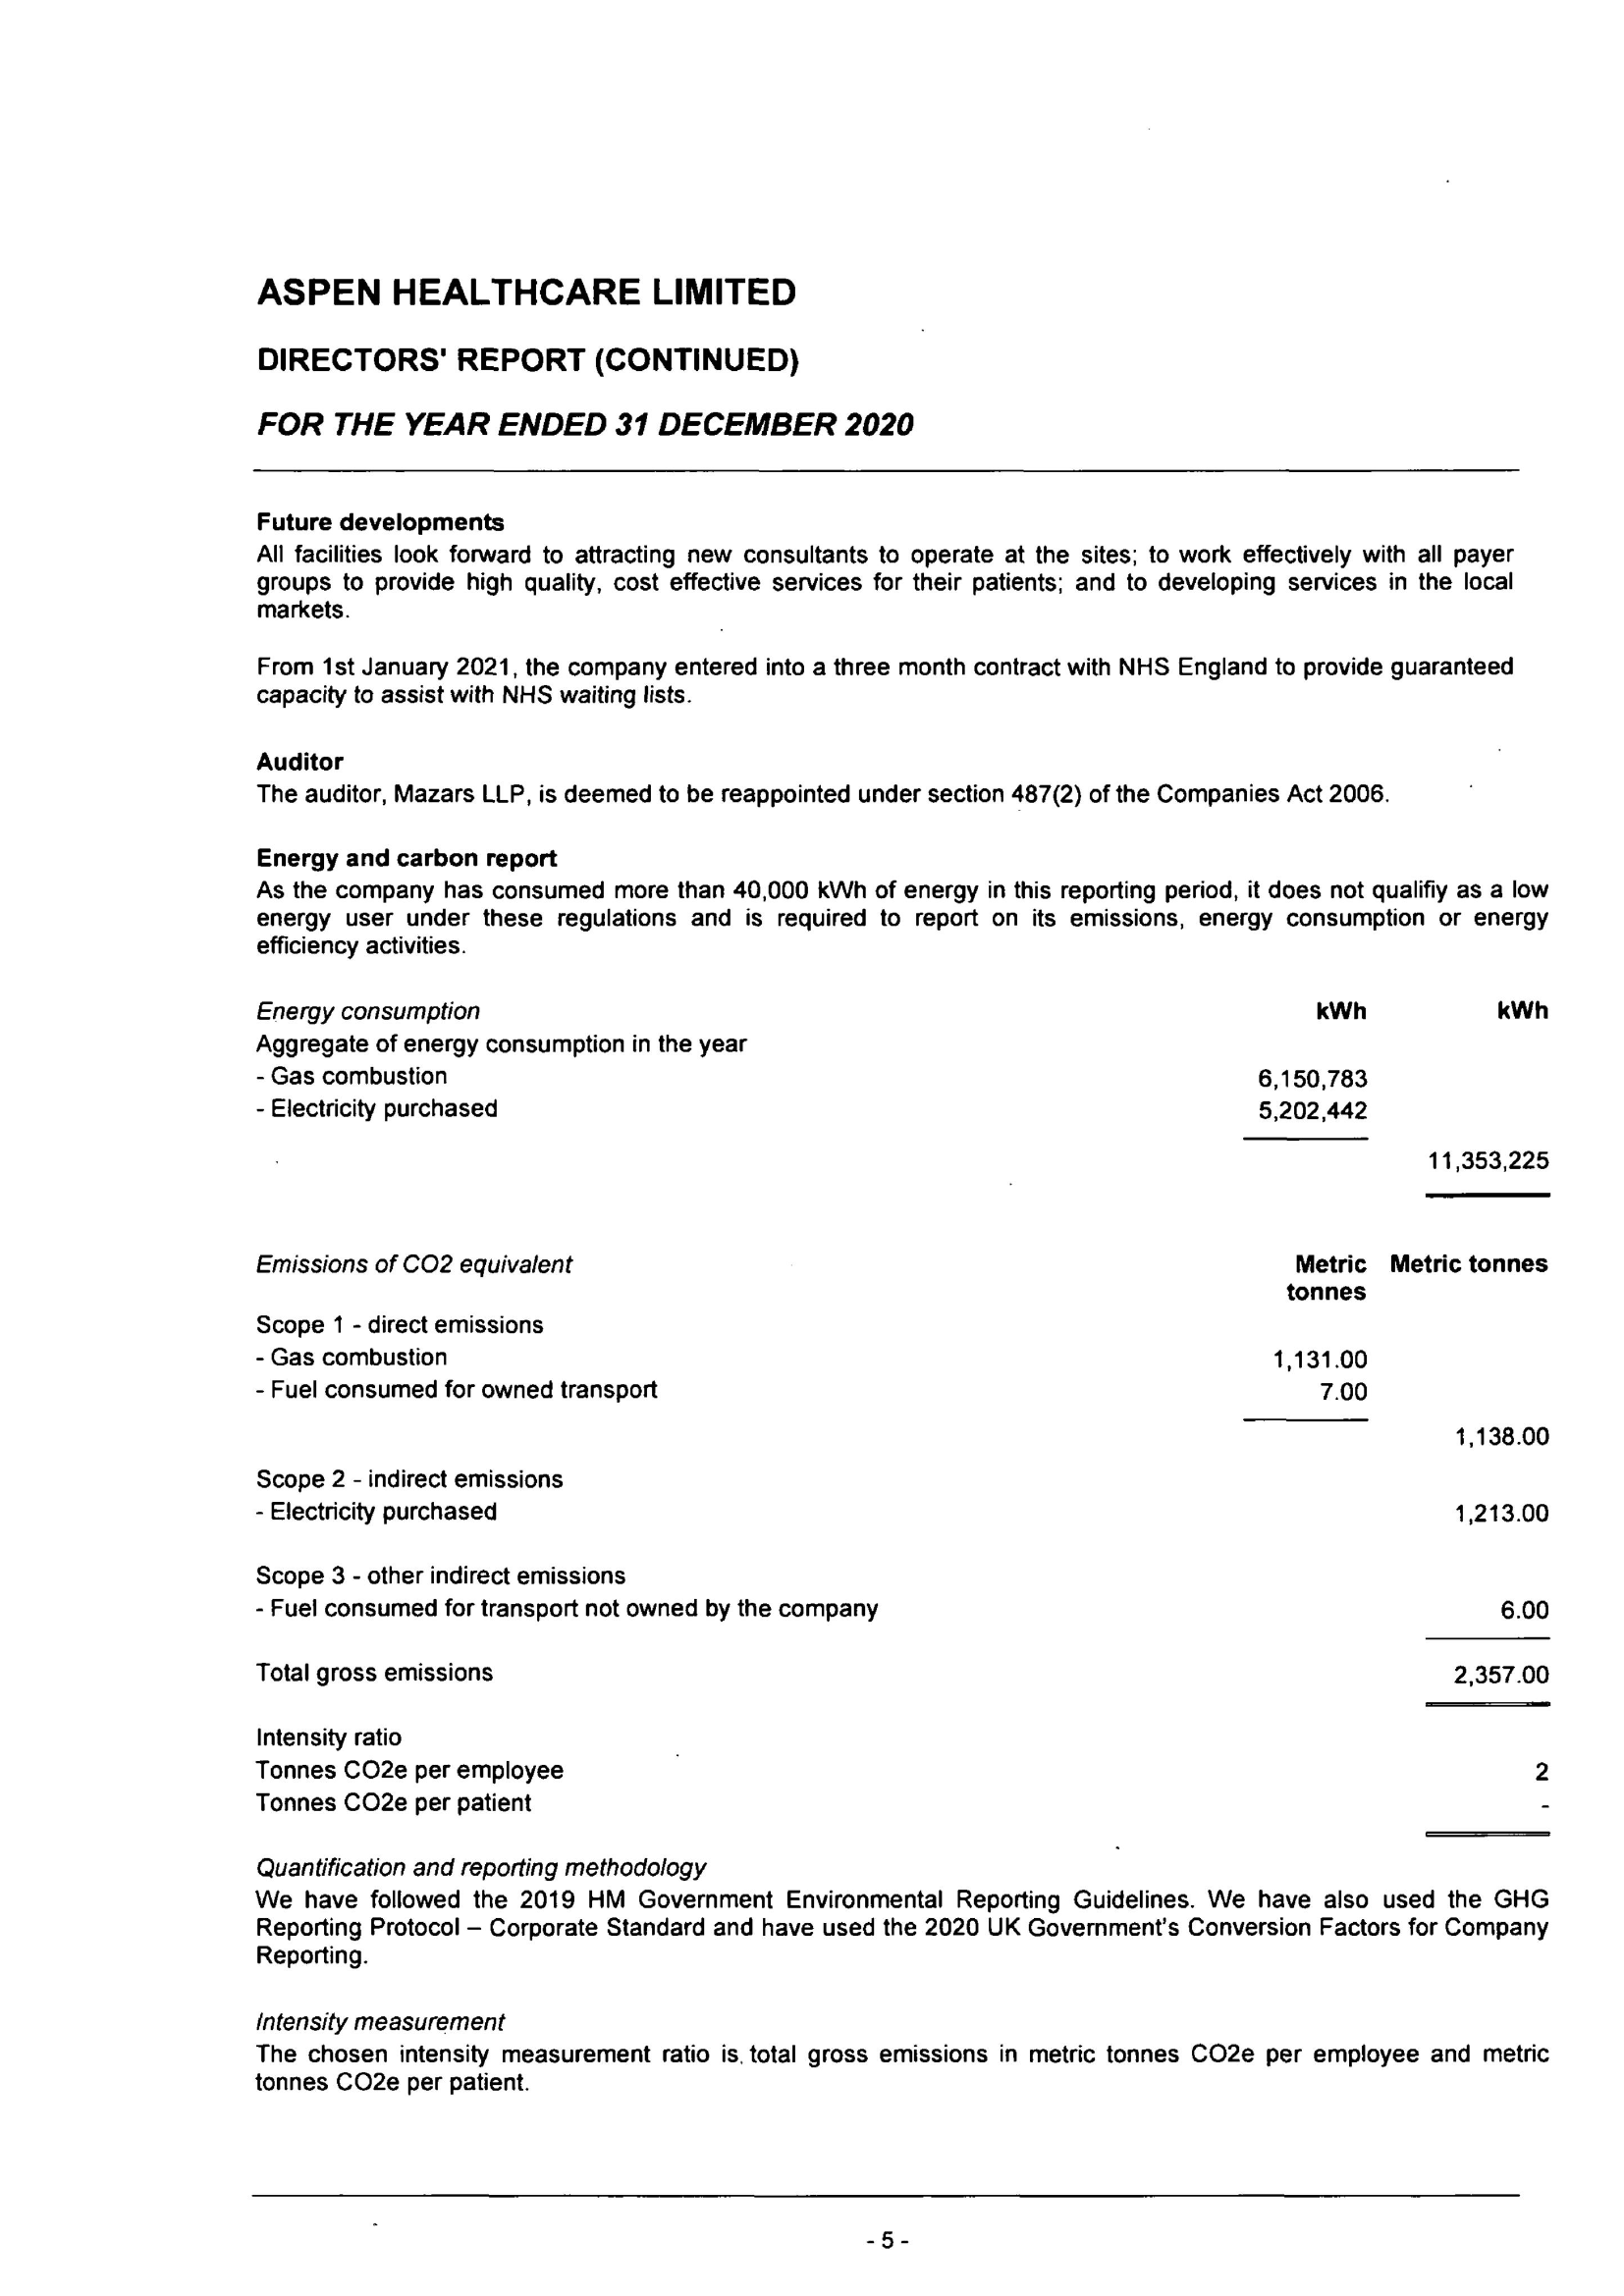 ASPEN HEALTHCARE LIMITED
DIRECTORS' REPORT (CONTINUED)
FOR THE YEAR ENDED 31 DECEMBER 2020
Future developments
All facilities look forward to attracting new consultants to operate at the sites; to work effectively with all payer
groups to provide high quality, cost effective services for their patients; and to developing services in the local
markets.
From 1st January 2021, the company entered into a three month contract with NHS England to provide guaranteed
capacity to assist with NHS waiting lists.
Auditor
The auditor, Mazars LLP, is deemed to be reappointed under section 487(2) of the Companies Act 2006.
Energy and carbon report
As the company has consumed more than 40,000 kWh of energy in this reporting period, it does not qualifiy as a low
energy user under these regulations and is required to report on its emissions, energy consumption or energy
efficiency activities.
Energy consumption kWh kWh
Aggregate of energy consumption in the year
- Gas combustion 6,150,783
- Electricity purchased 5,202,442
11,353,225
Emissions of CO2 equivalent Metric Metric tonnes
tonnes
Scope 1 - direct emissions
- Gas combustion 1,131.00
- Fuel consumed for owned transport 7.00
1,138.00
Scope 2 - indirect emissions
- Electricity purchased 1,213.00
Scope 3 - other indirect emissions
- Fuel consumed for transport not owned by the company 6.00
Total gross emissions 2,357.00
Intensity ratio
Tonnes CO2e per employee 2
Tonnes CO2e per patient -
Quantification and reporting methodology
We have followed the 2019 HM Government Environmental Reporting Guidelines. We have also used the GHG
Reporting Protocol – Corporate Standard and have used the 2020 UK Government's Conversion Factors for Company
Reporting.
Intensity measurement
The chosen intensity measurement ratio is total gross emissions in metric tonnes CO2e per employee and metric
tonnes CO2e per patient.
- 5 -